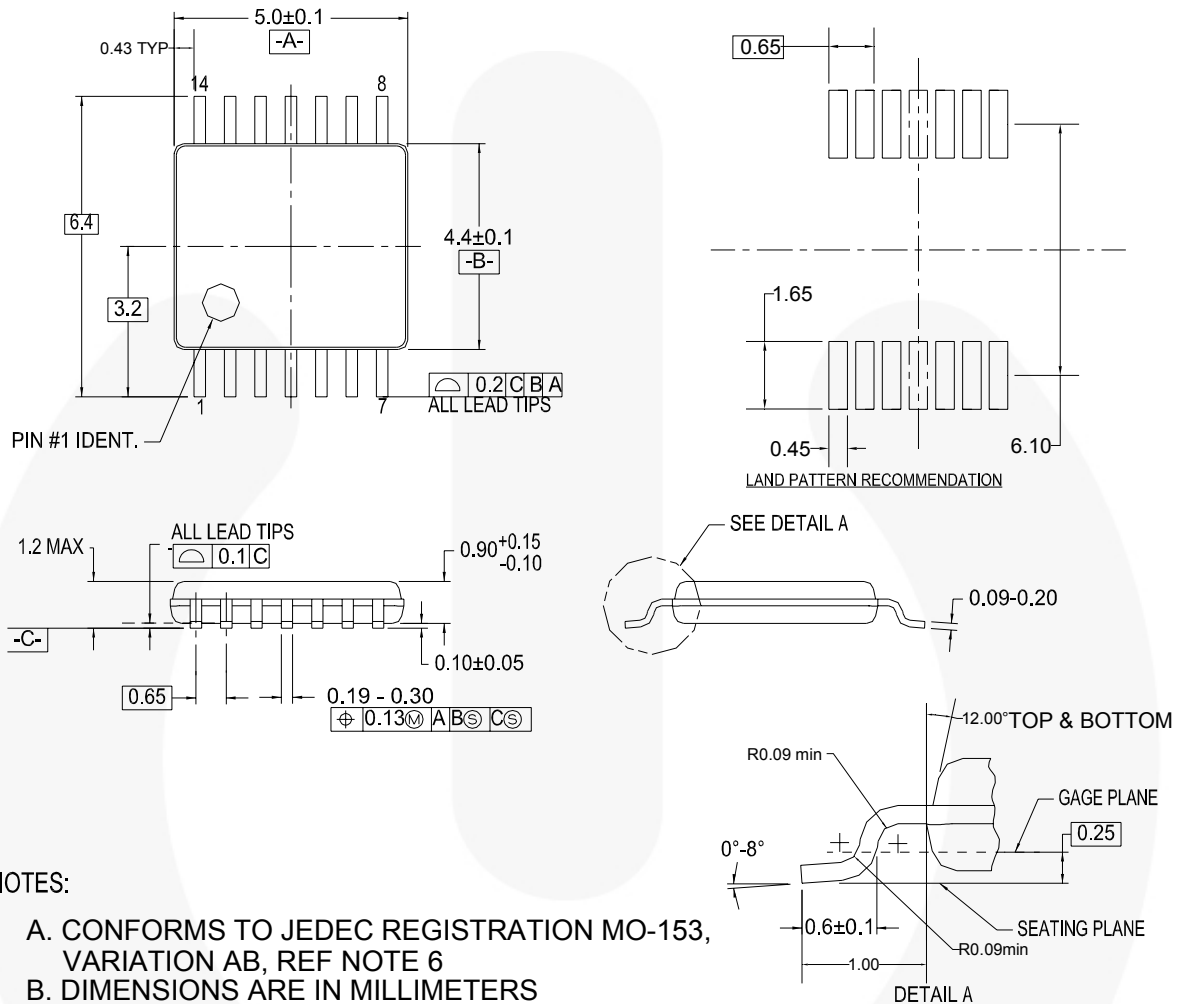 5.0±0.1
-A-
0.43 TYP
14
8
6.4
3.2
4.4±0.1
-B-
1
7
0.2 C B A
ALL LEAD TIPS
PIN #1 IDENT.
0.65
1.65
0.45
6.10
LAND PATTERN RECOMMENDATION
ALL LEAD TIPS
0.1 C
1.2 MAX
0.90 +0.15 -0.10
-C-
0.10±0.05
0.65
0.19 - 0.30
⌖ 0.13Ⓜ A BⓈ CⓈ
SEE DETAIL A
0.09-0.20
12.00° TOP & BOTTOM
R0.09 min
GAGE PLANE
0.25
0°-8°
SEATING PLANE
0.6±0.1
R0.09min
1.00
DETAIL A
NOTES:
A. CONFORMS TO JEDEC REGISTRATION MO-153,
VARIATION AB, REF NOTE 6
B. DIMENSIONS ARE IN MILLIMETERS